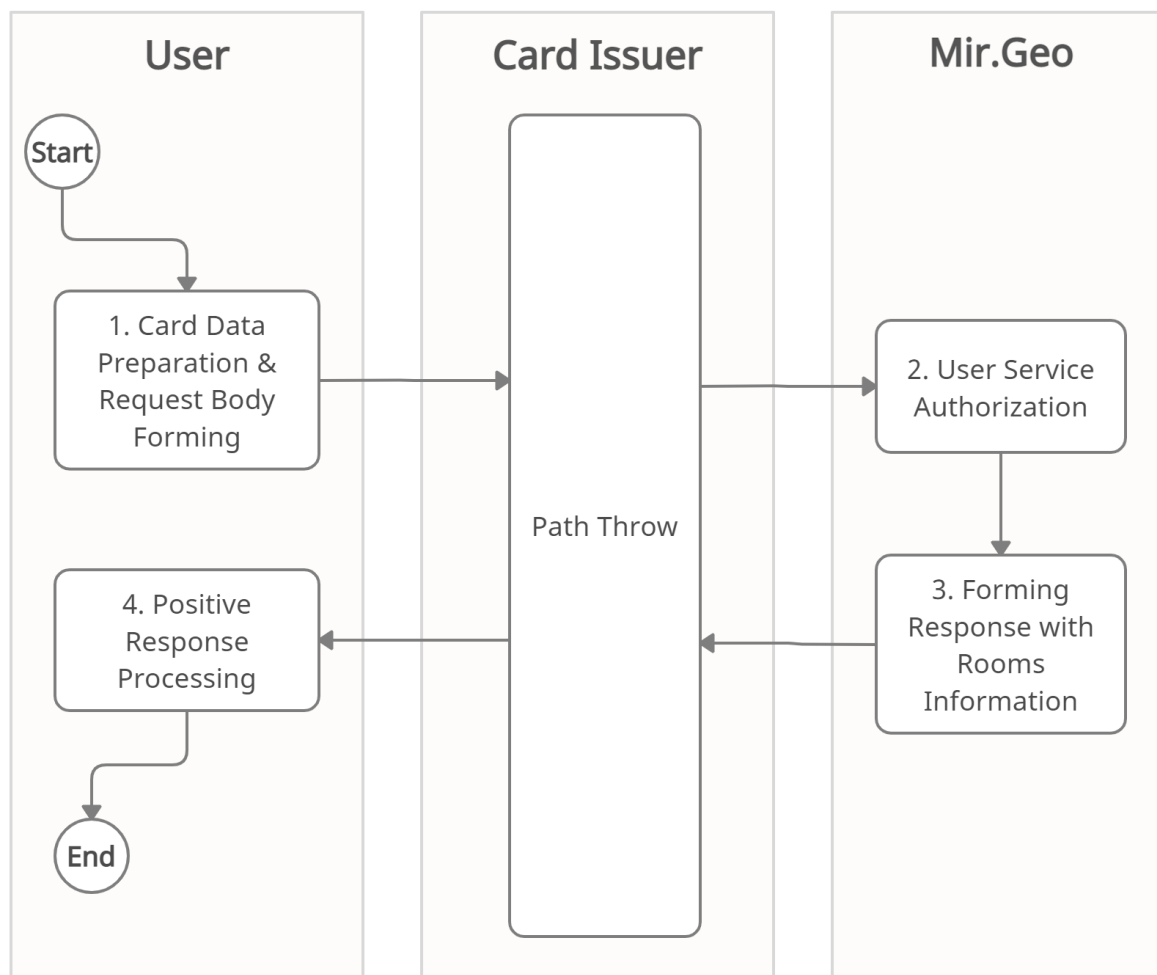 User
Card Issuer
Mir.Geo
Start
1. Card Data
Preparation &
Request Body
Forming
Path Throw
2. User Service
Authorization
3. Forming
Response with
Rooms
Information
4. Positive
Response
Processing
End